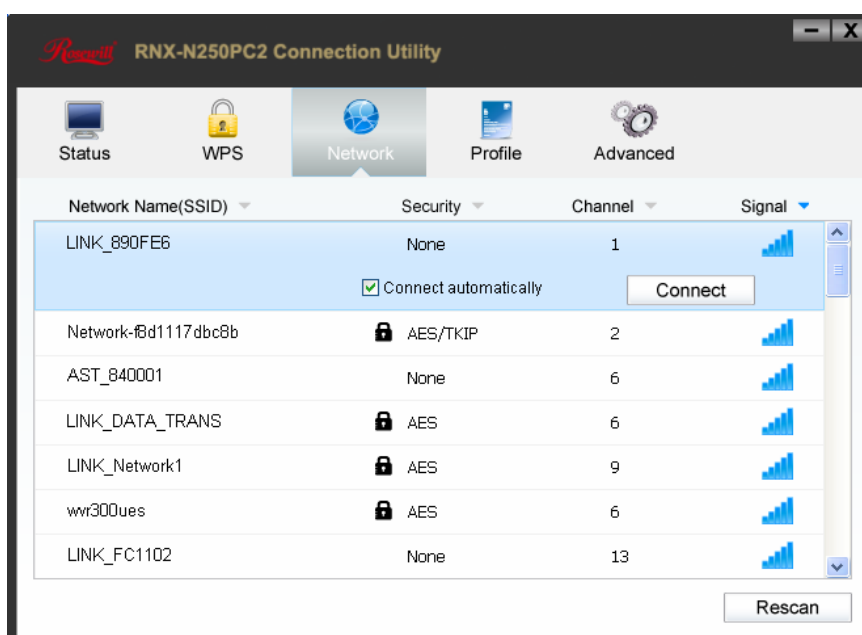 Rosewill RNX-N250PC2 Connection Utility
Status WPS Network Profile Advanced
Network Name(SSID) Security Channel Signal
LINK_890FE6 None 1
Connect automatically Connect
Network-f8d1117dbc8b AES/TKIP 2
AST_840001 None 6
LINK_DATA_TRANS AES 6
LINK_Network1 AES 9
wvr300ues AES 6
LINK_FC1102 None 13
Rescan